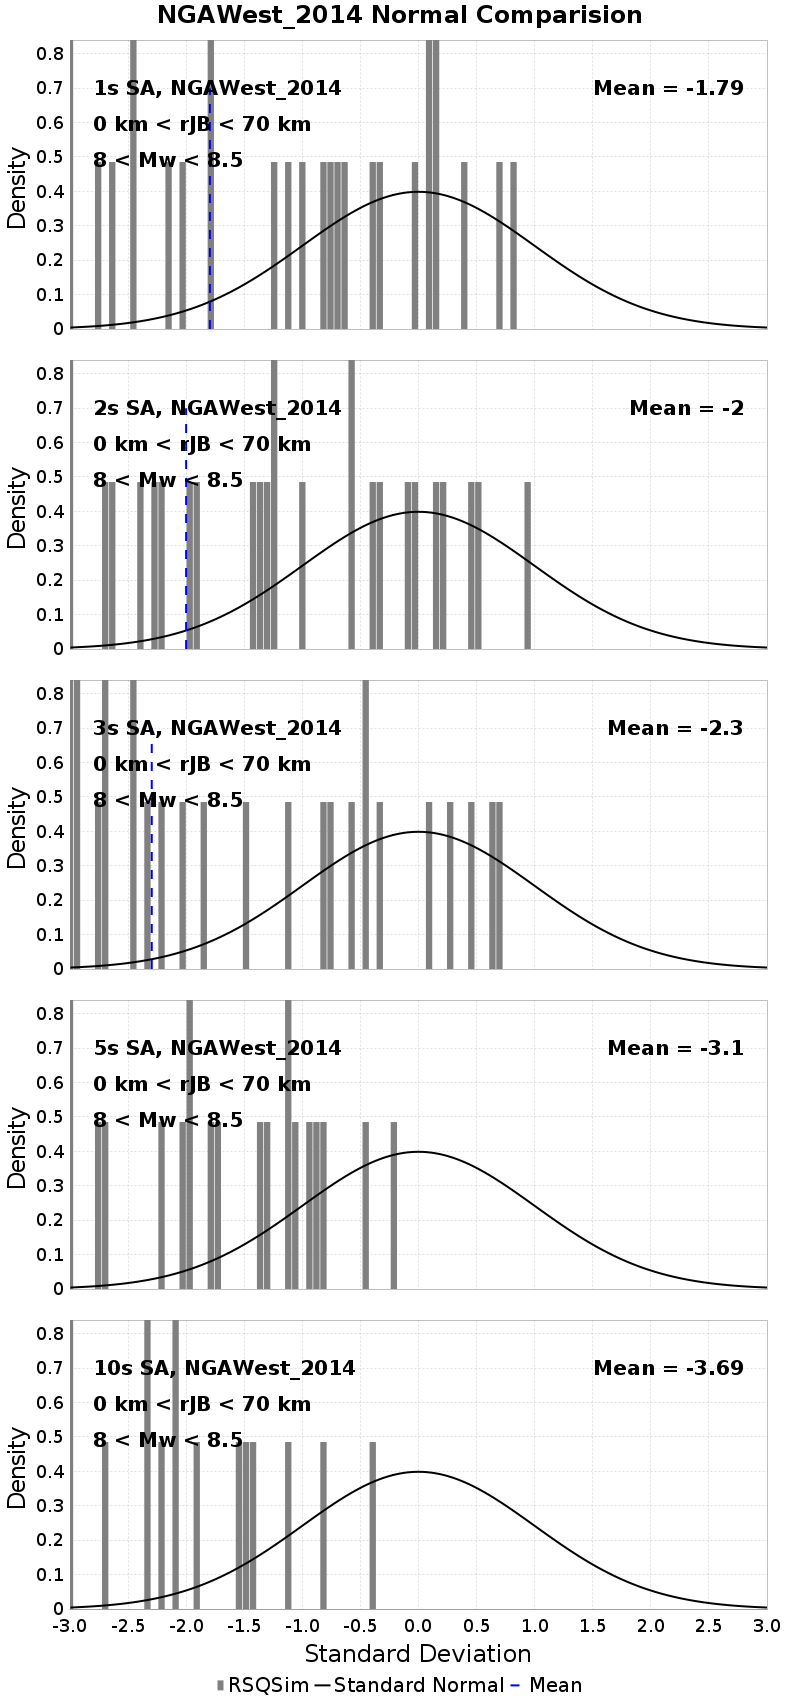 NGAWest_2014 Normal Comparision
0.8
0.7
0.6
0.5
0.4
0.3
0.2
0.1
0
Density
1s SA, NGAWest_2014
Mean = -1.79
0 km < rJB < 70 km
8 < Mw < 8.5
0.8
0.7
0.6
0.5
0.4
0.3
0.2
0.1
0
Density
2s SA, NGAWest_2014
Mean = -2
0 km < rJB < 70 km
8 < Mw < 8.5
0.8
0.7
0.6
0.5
0.4
0.3
0.2
0.1
0
Density
3s SA, NGAWest_2014
Mean = -2.3
0 km < rJB < 70 km
8 < Mw < 8.5
0.8
0.7
0.6
0.5
0.4
0.3
0.2
0.1
0
Density
5s SA, NGAWest_2014
Mean = -3.1
0 km < rJB < 70 km
8 < Mw < 8.5
0.8
0.7
0.6
0.5
0.4
0.3
0.2
0.1
0
Density
10s SA, NGAWest_2014
Mean = -3.69
0 km < rJB < 70 km
8 < Mw < 8.5
-3.0 -2.5 -2.0 -1.5 -1.0 -0.5 0.0 0.5 1.0 1.5 2.0 2.5 3.0
Standard Deviation
RSQSim Standard Normal Mean